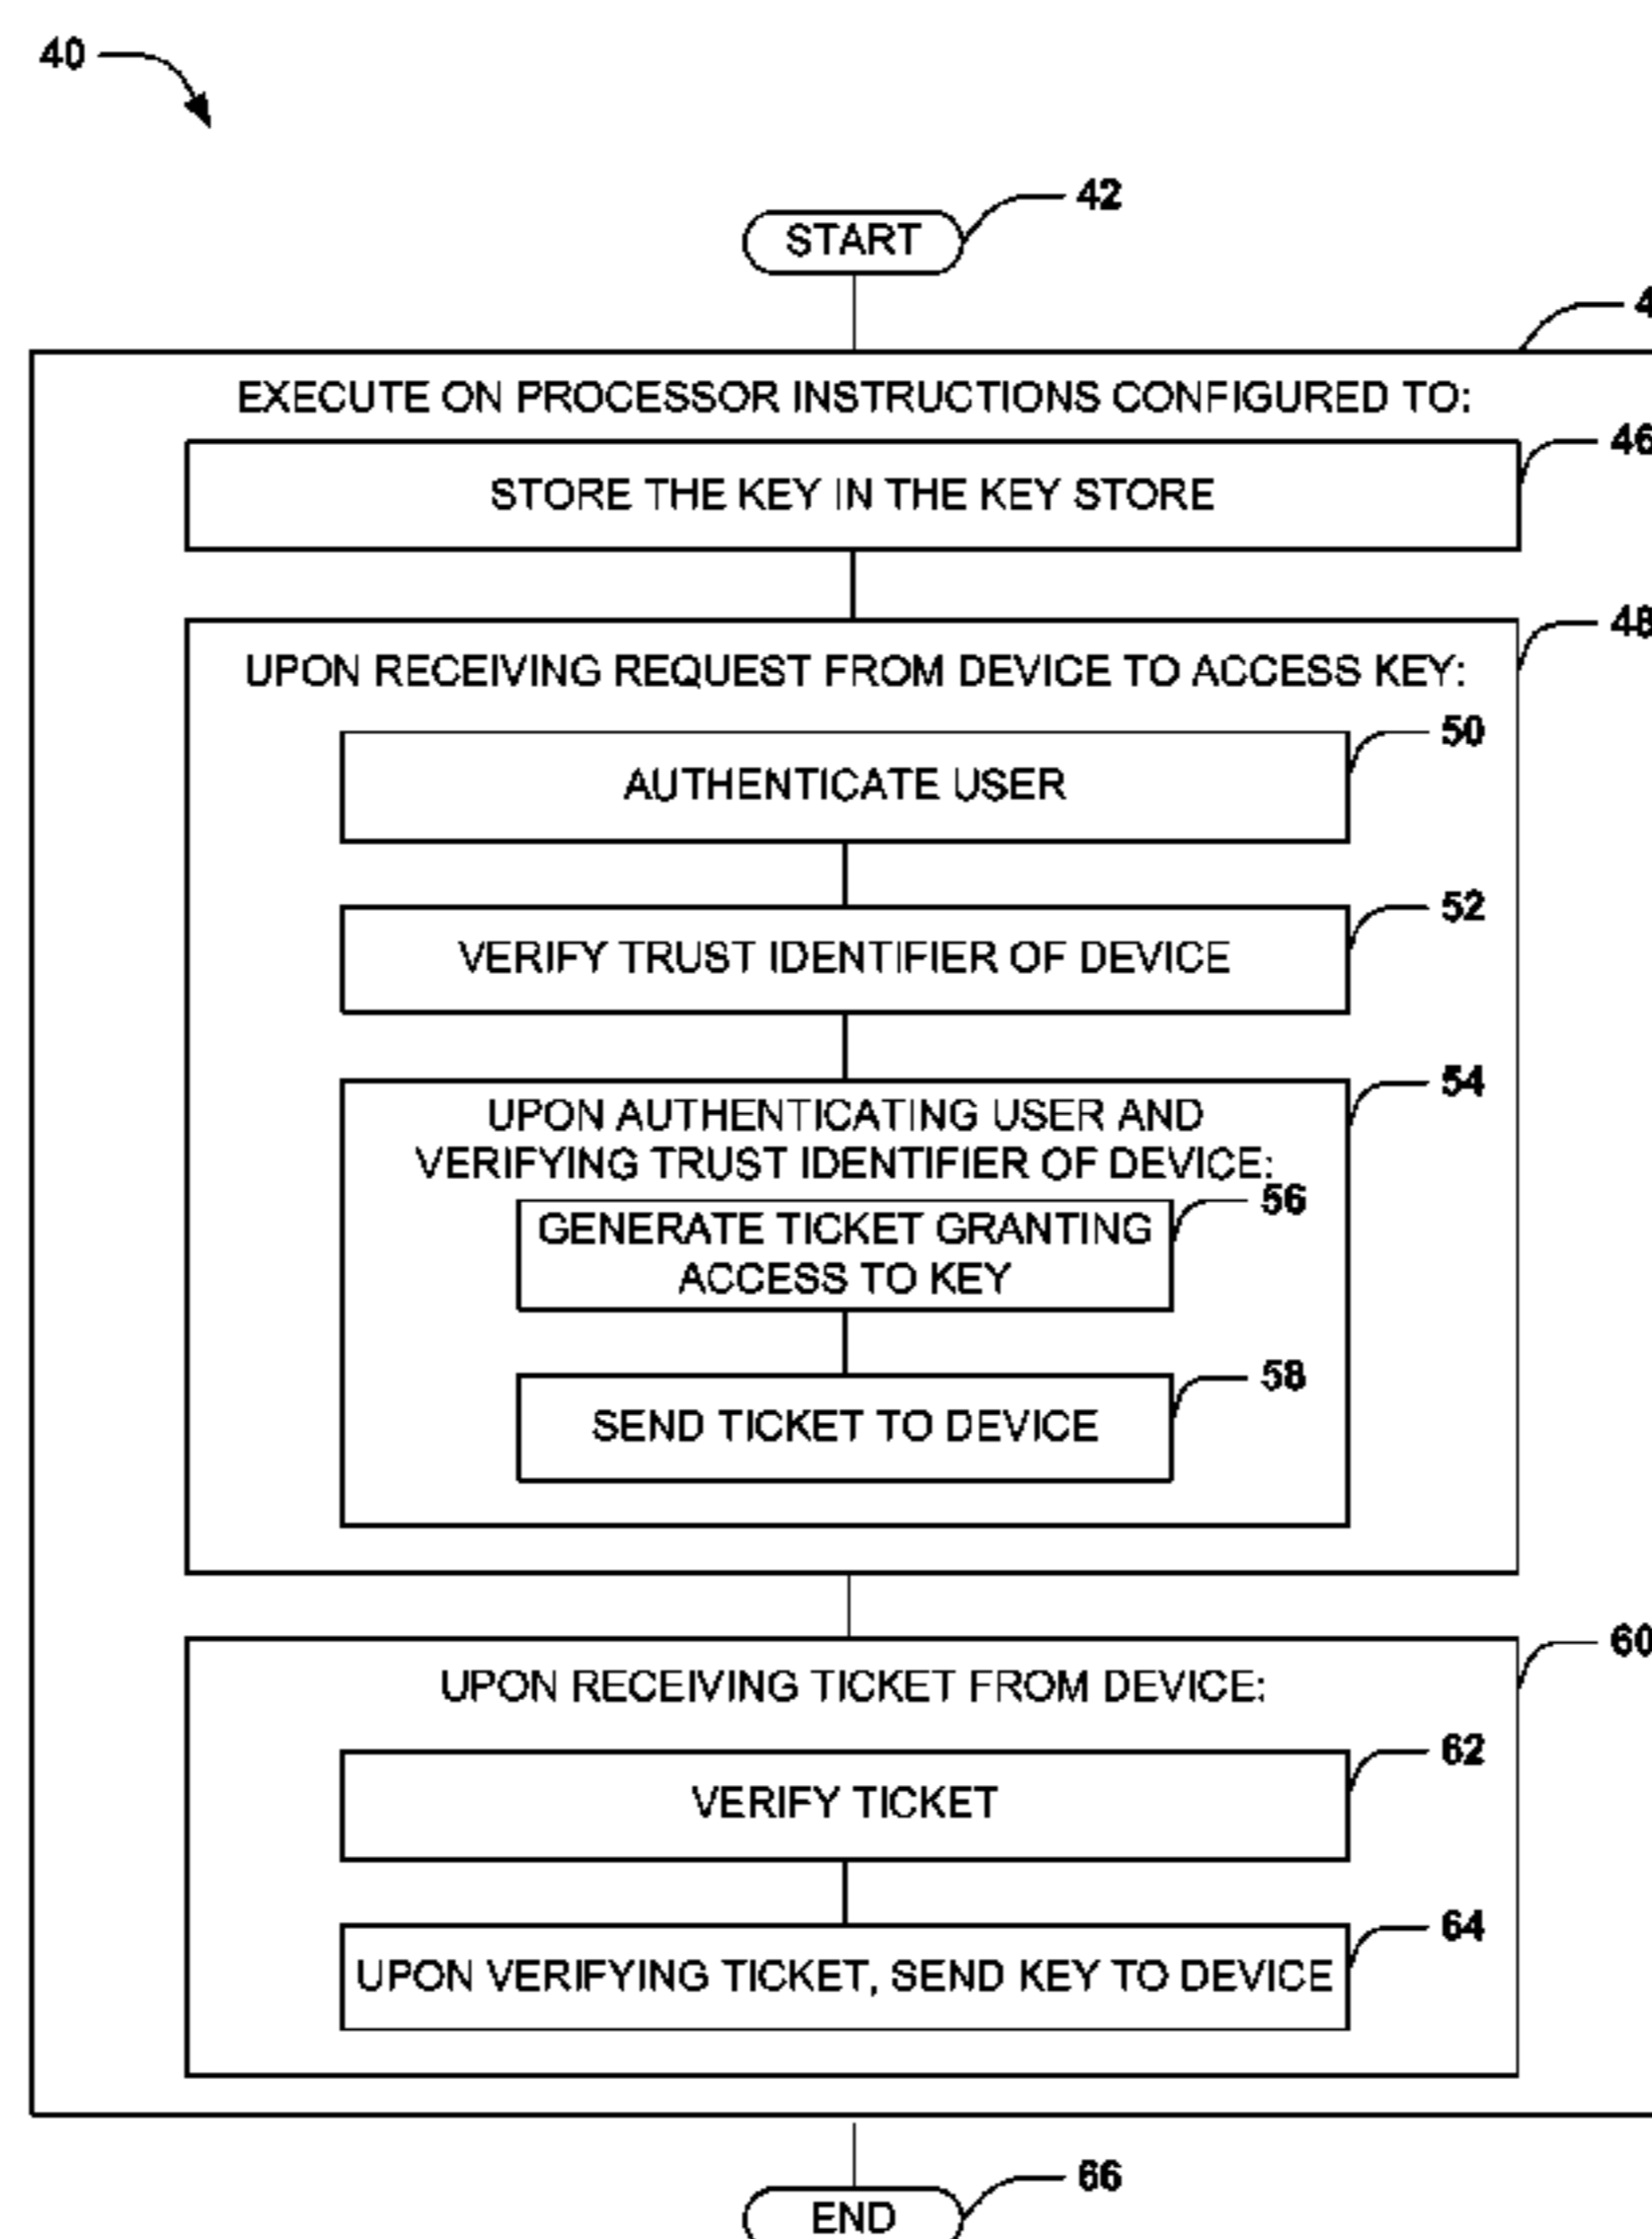 40
START
42
EXECUTE ON PROCESSOR INSTRUCTIONS CONFIGURED TO:
STORE THE KEY IN THE KEY STORE
46
UPON RECEIVING REQUEST FROM DEVICE TO ACCESS KEY:
48
AUTHENTICATE USER
50
VERIFY TRUST IDENTIFIER OF DEVICE
52
UPON AUTHENTICATING USER AND
VERIFYING TRUST IDENTIFIER OF DEVICE:
54
GENERATE TICKET GRANTING
ACCESS TO KEY
56
SEND TICKET TO DEVICE
58
UPON RECEIVING TICKET FROM DEVICE:
60
VERIFY TICKET
62
UPON VERIFYING TICKET, SEND KEY TO DEVICE
64
END
66